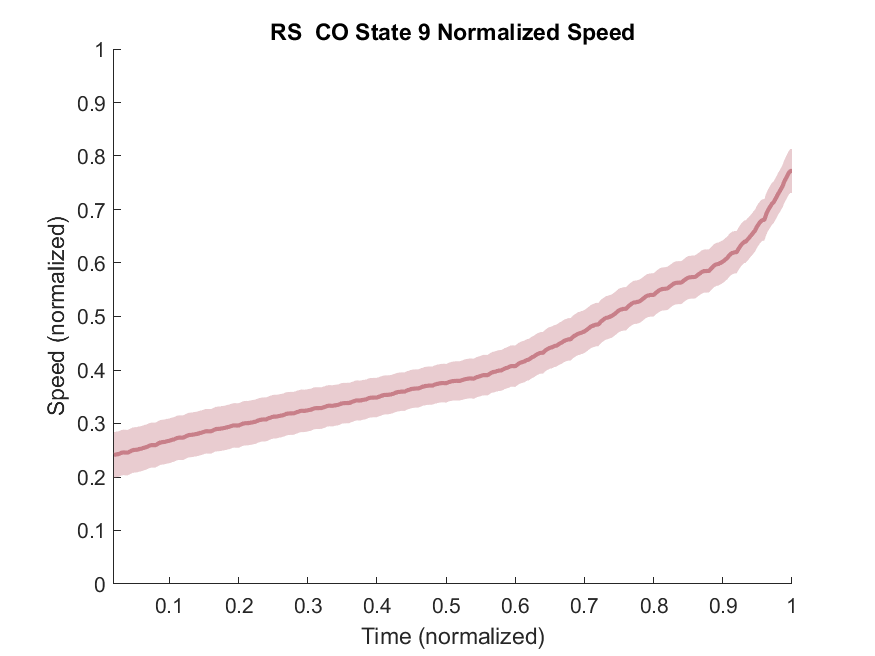 RS  CO State 9 Normalized Speed
1
0.9
0.8
0.7
0.6
0.5
0.4
0.3
0.2
0.1
0
Speed (normalized)
0.1 0.2 0.3 0.4 0.5 0.6 0.7 0.8 0.9 1
Time (normalized)